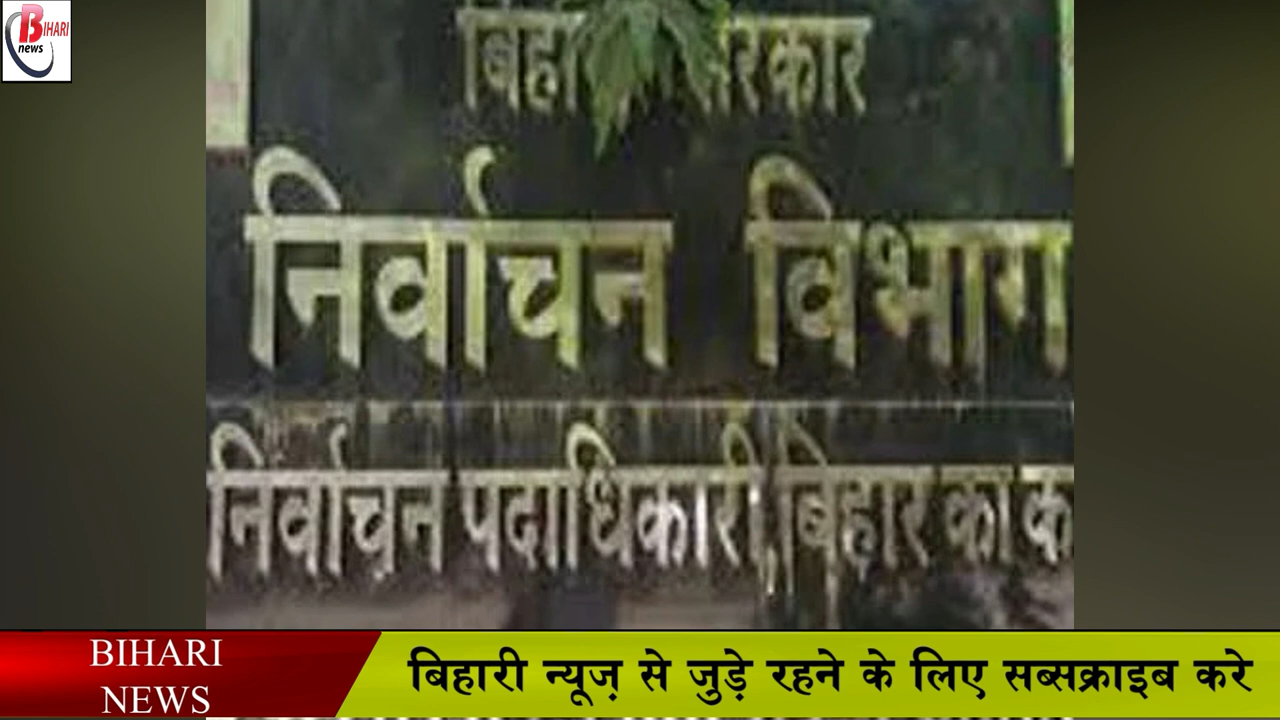 BIHARI
news
बिहार सरकार
निर्वाचन विभाग
निर्वाचन पदाधिकारी, बिहार का
BIHARI
NEWS
बिहारी न्यूज़ से जुड़े रहने के लिए सब्सक्राइब करे